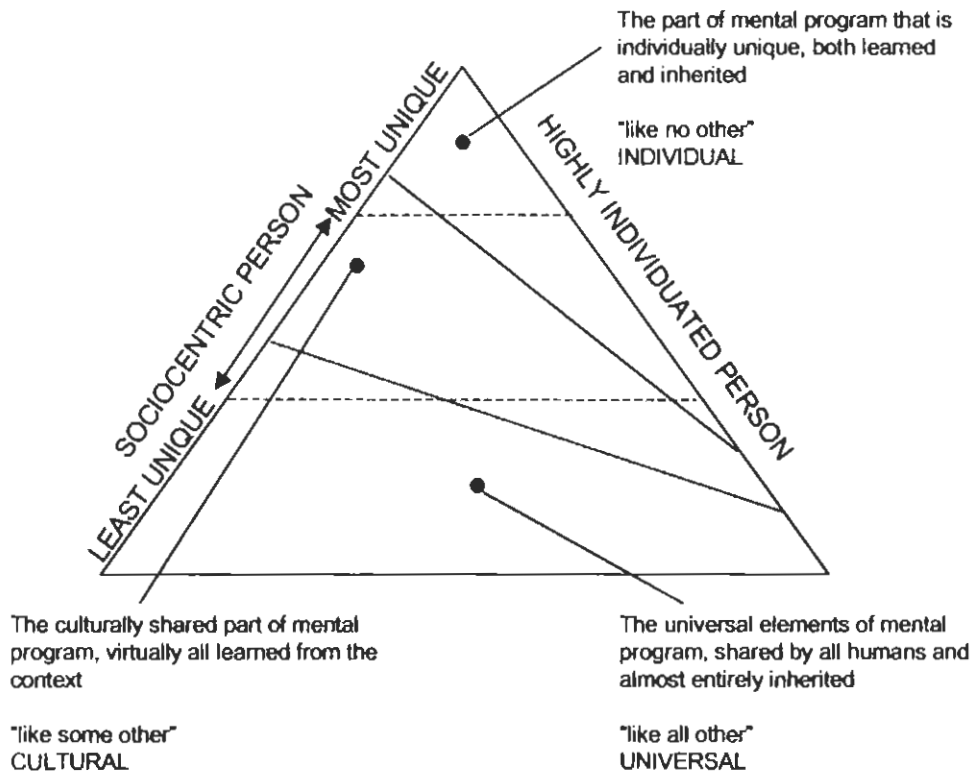 The part of mental program that is
individually unique, both learned
and inherited
"like no other"
INDIVIDUAL
MOST UNIQUE
HIGHLY INDIVIDUATED PERSON
SOCIOCENTRIC PERSON
LEAST UNIQUE
The culturally shared part of mental
program, virtually all learned from the
context
"like some other"
CULTURAL
The universal elements of mental
program, shared by all humans and
almost entirely inherited
"like all other"
UNIVERSAL